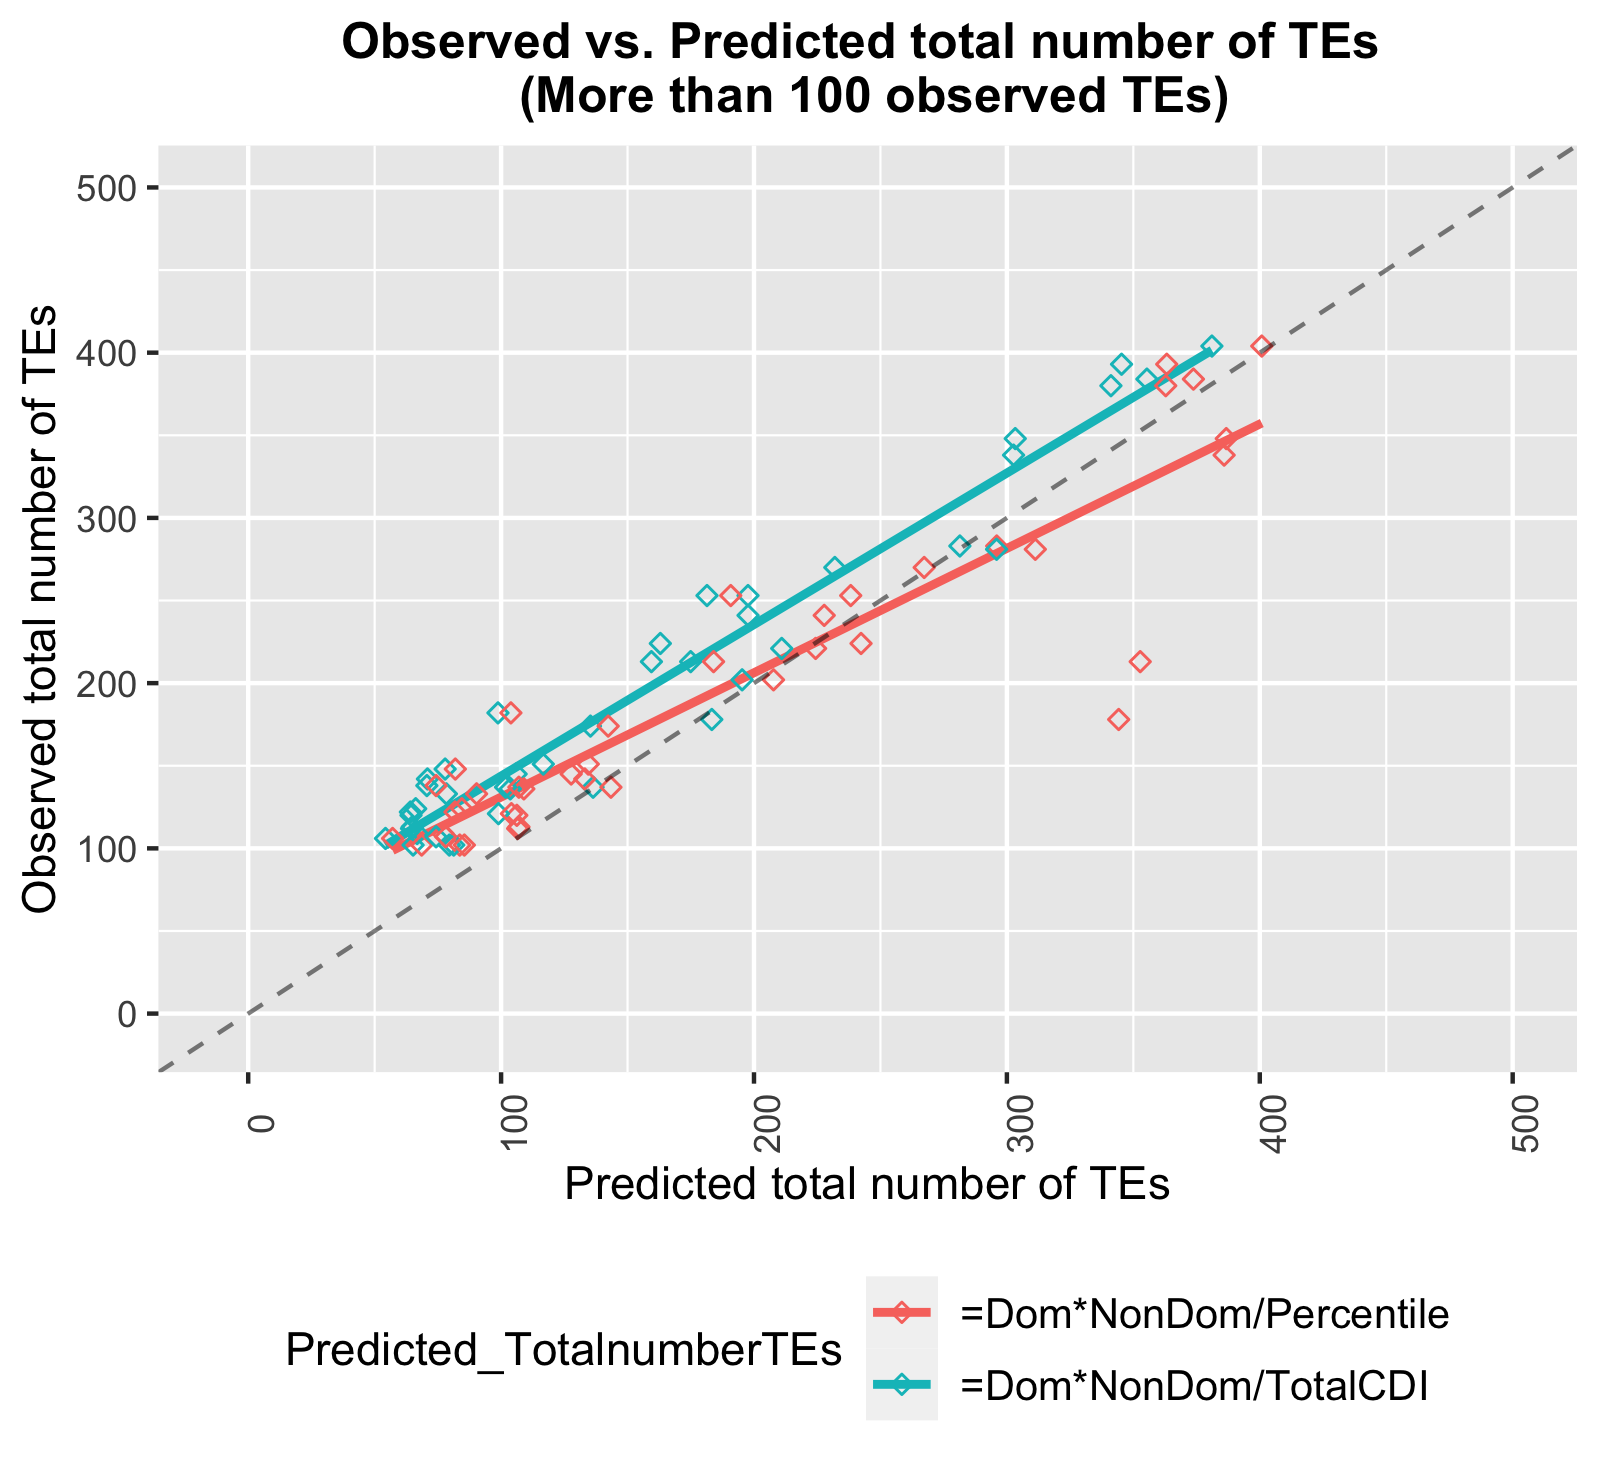 Observed vs. Predicted total number of TEs
(More than 100 observed TEs)
Observed total number of TEs
500
400
300
200
100
0
0
100
200
300
400
500
Predicted total number of TEs
Predicted_TotalnumberTEs
=Dom*NonDom/Percentile
=Dom*NonDom/TotalCDI